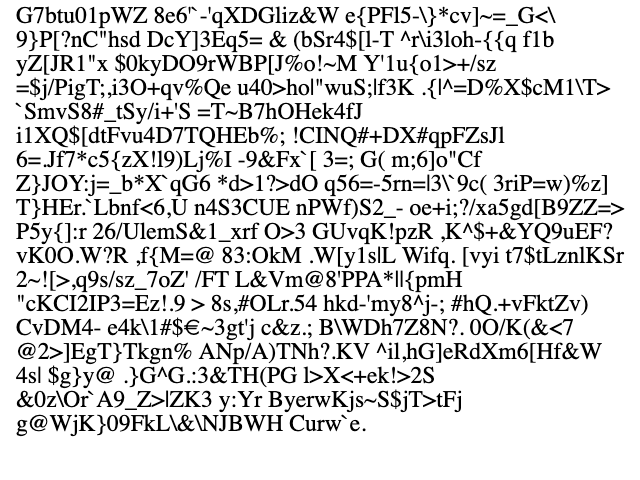 G7btu01pWZ 8e6'`-'qXDGliz&W e{PFl5-\}*cv]~=_G<\
9}P[?nC"hsd DcY]3Eq5= & (bSr4$[l-T ^r\i3loh-{{q f1b
yZ[JR1"x $0kyDO9rWBP[J%o!~M Y'1u{o1>+/sz
=$j/PigT;,i3O+qv%Qe u40>hol"wuS;|f3K .{|^=D%X$cM1\T>
`SmvS8#_tSy/i+'S =T~B7hOHek4fJ
i1XQ$[dtFvu4D7TQHEb%; !CINQ#+DX#qpFZsJl
6=.Jf7*c5{zX!l9)Lj%I -9&Fx`[ 3=; G( m;6]o"Cf
Z}JOY:j=_b*X`qG6 *d>1?>dO q56=-5rn=|3\`9c( 3riP=w)%z]
T}HEr.`Lbnf<6,U n4S3CUE nPWf)S2_- oe+i;?/xa5gd[B9ZZ=>
P5y{]:r 26/UlemS&1_xrf O>3 GUvqK!pzR ,K^$+&YQ9uEF?
vK0O.W?R ,f{M=@ 83:OkM .W[y1s|L Wifq. [vyi t7$tLznlKSr
2~![>,q9s/sz_7oZ' /FT L&Vm@8'PPA*||{pmH
"cKCI2IP3=Ez!.9 > 8s,#OLr.54 hkd-'my8^j-; #hQ.+vFktZv)
CvDM4- e4k\1#$€~3gt'j c&z.; B\WDh7Z8N?. 0O/K(&<7
@2>]EgT}Tkgn% ANp/A)TNh?.KV ^il,hG]eRdXm6[Hf&W
4s| $g}y@ .}G^G.:3&TH(PG l>X<+ek!>2S
&0z\Or`A9_Z>|ZK3 y:Yr ByerwKjs~S$jT>tFj
g@WjK}09FkL\&\NJBWH Curw`e.